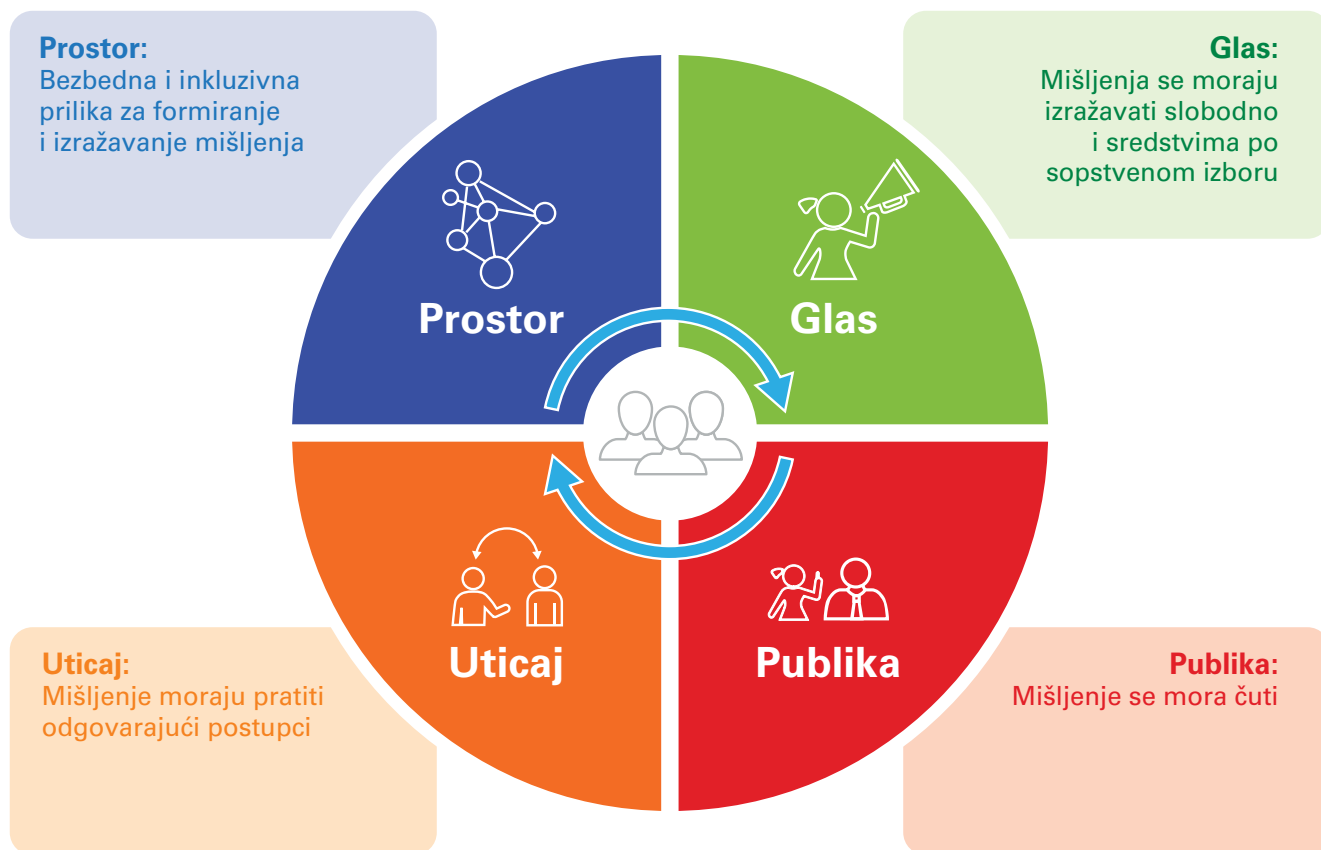 Prostor:
Bezbedna i inkluzivna
prilika za formiranje
i izražavanje mišljenja
Glas:
Mišljenja se moraju
izražavati slobodno
i sredstvima po
sopstvenom izboru
Prostor
Glas
Uticaj
Publika
Uticaj:
Mišljenje moraju pratiti
odgovarajući postupci
Publika:
Mišljenje se mora čuti